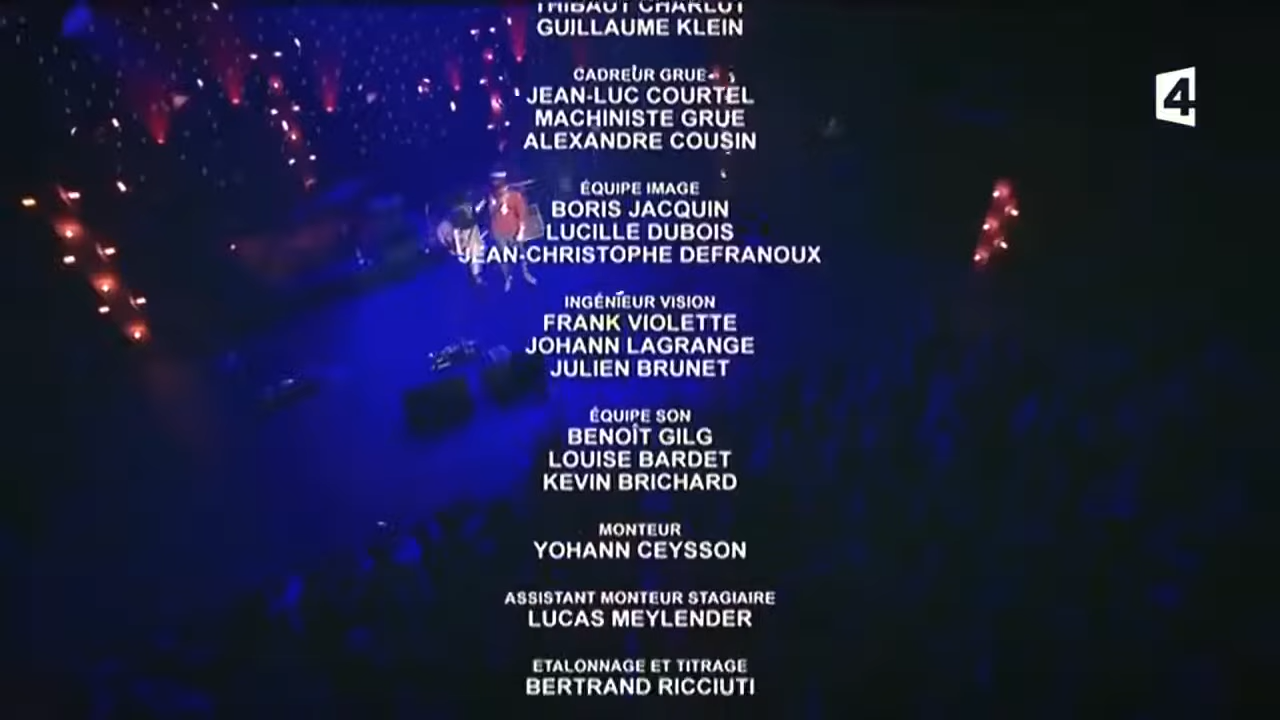 THIBAUT CHARLUT
GUILLAUME KLEIN
CADREUR GRUE
JEAN-LUC COURTEL
MACHINISTE GRUE
ALEXANDRE COUSIN
ÉQUIPE IMAGE
BORIS JACQUIN
LUCILLE DUBOIS
JEAN-CHRISTOPHE DEFRANOUX
INGÉNIEUR VISION
FRANK VIOLETTE
JOHANN LAGRANGE
JULIEN BRUNET
ÉQUIPE SON
BENOÎT GILG
LOUISE BARDET
KEVIN BRICHARD
MONTEUR
YOHANN CEYSSON
ASSISTANT MONTEUR STAGIAIRE
LUCAS MEYLENDER
ETALONNAGE ET TITRAGE
BERTRAND RICCIUTI
4